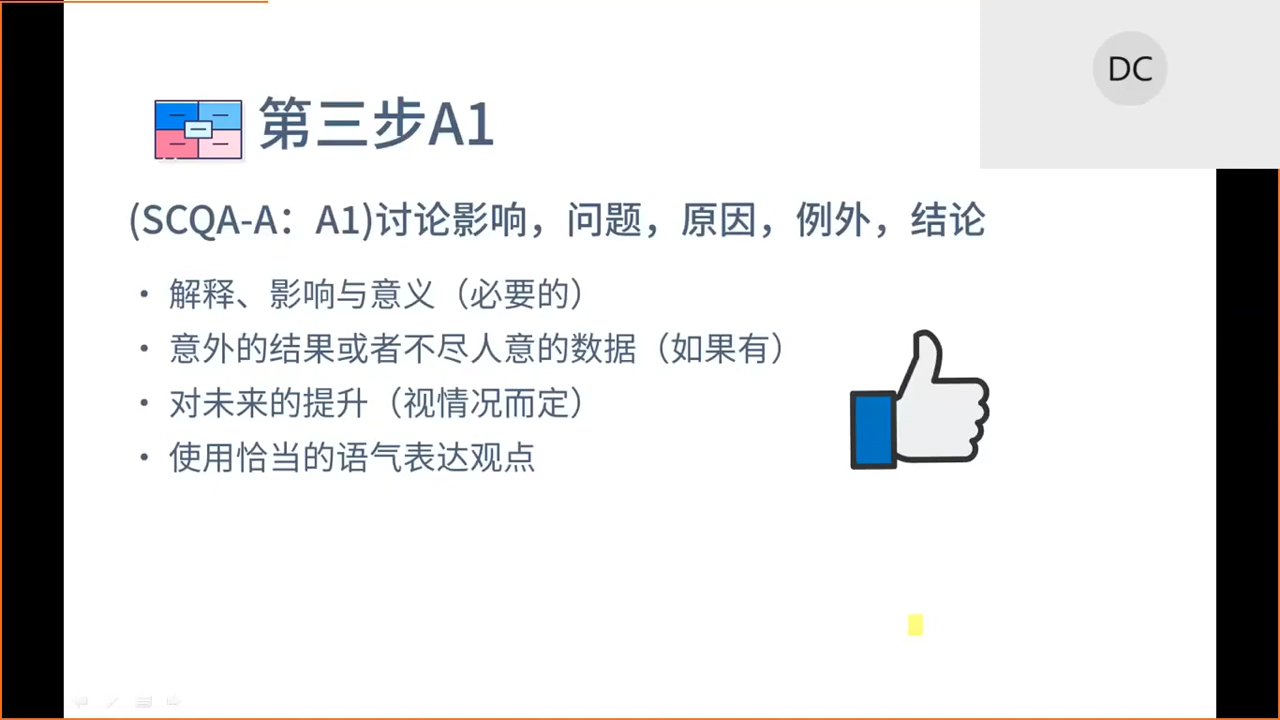 DC
第三步A1
(SCQA-A：A1)讨论影响，问题，原因，例外，结论
• 解释、影响与意义（必要的）
• 意外的结果或者不尽人意的数据（如果有）
• 对未来的提升（视情况而定）
• 使用恰当的语气表达观点